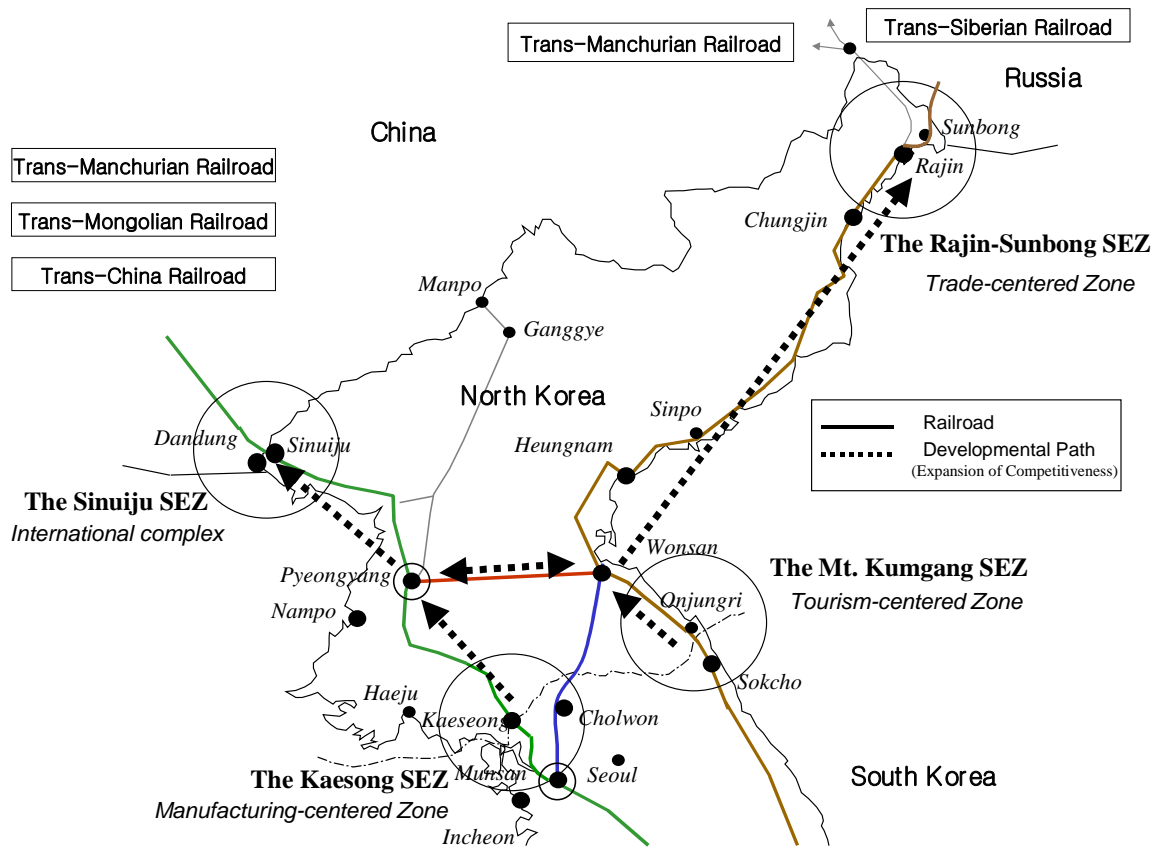 Trans-Manchurian Railroad
Trans-Siberian Railroad
Russia
China
Sunbong
Rajin
Trans-Manchurian Railroad
Trans-Mongolian Railroad
Trans-China Railroad
Chungjin
The Rajin-Sunbong SEZ
Trade-centered Zone
Manpo
Ganggye
North Korea
Sinpo
Heungnam
Railroad
Developmental Path
(Expansion of Competitiveness)
Dandung
Sinuiju
The Sinuiju SEZ
International complex
Wonsan
Pyeongyang
The Mt. Kumgang SEZ
Tourism-centered Zone
Onjungri
Nampo
Sokcho
Haeju
Kaeseong
Cholwon
Munsan
Seoul
The Kaesong SEZ
Manufacturing-centered Zone
South Korea
Incheon